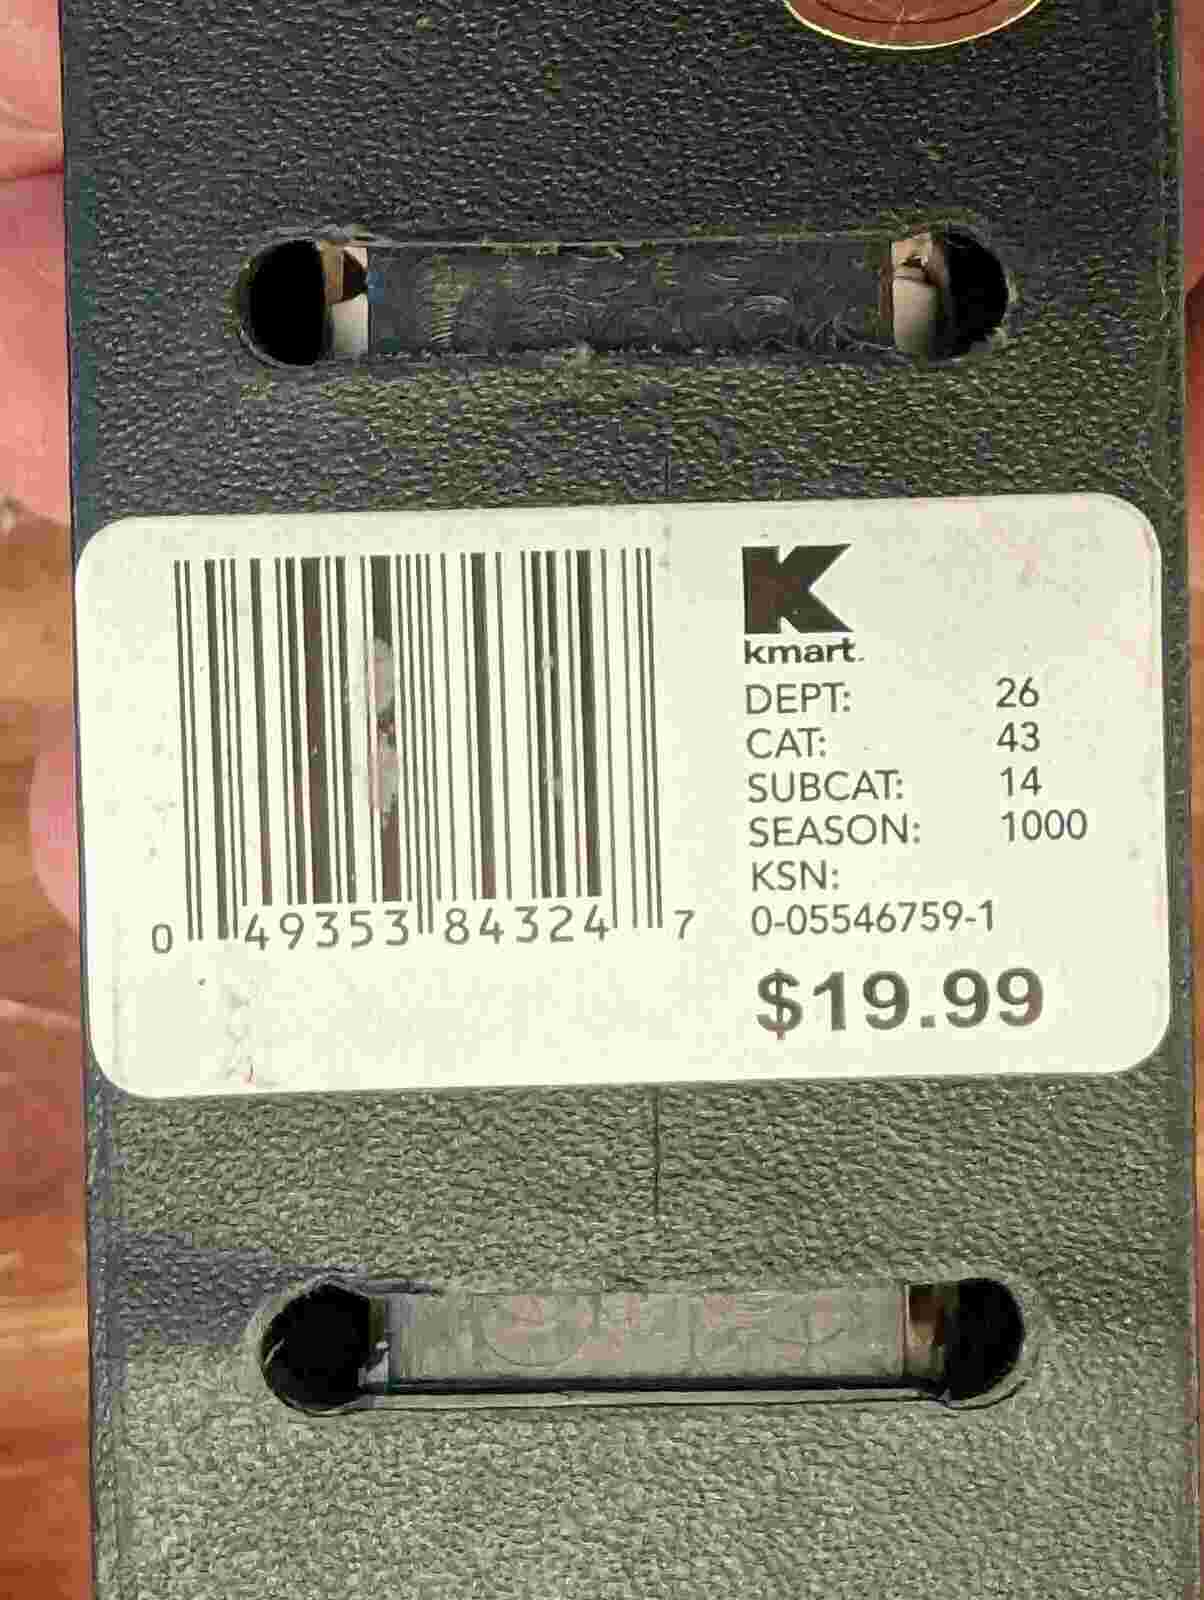 K
kmart.
DEPT: 26
CAT: 43
SUBCAT: 14
SEASON: 1000
KSN:
0-05546759-1
$19.99
0 49353 84324 7